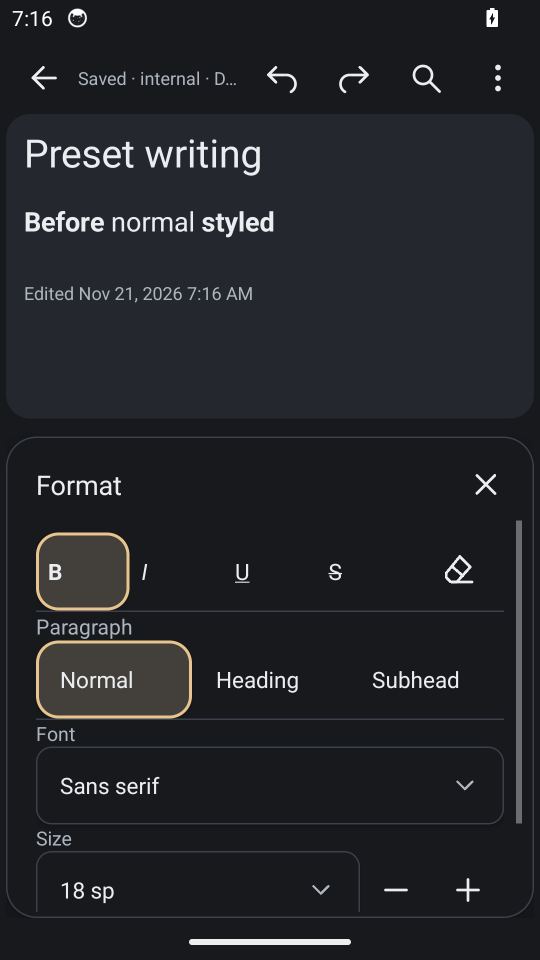 7:16
Saved · internal · D…
Preset writing
Before normal styled
Edited Nov 21, 2026 7:16 AM
Format
B I U S
Paragraph
Normal Heading Subhead
Font
Sans serif
Size
18 sp